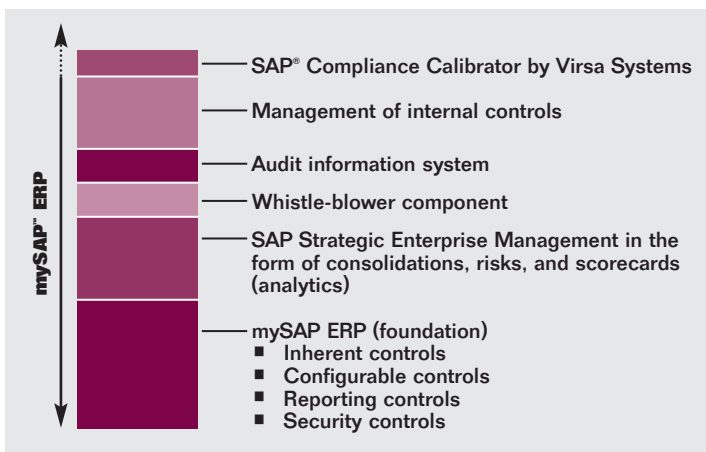 SAP® Compliance Calibrator by Virsa Systems
Management of internal controls
Audit information system
Whistle-blower component
SAP Strategic Enterprise Management in the
form of consolidations, risks, and scorecards
(analytics)
mySAP ERP (foundation)
■ Inherent controls
■ Configurable controls
■ Reporting controls
■ Security controls
mySAP™ ERP